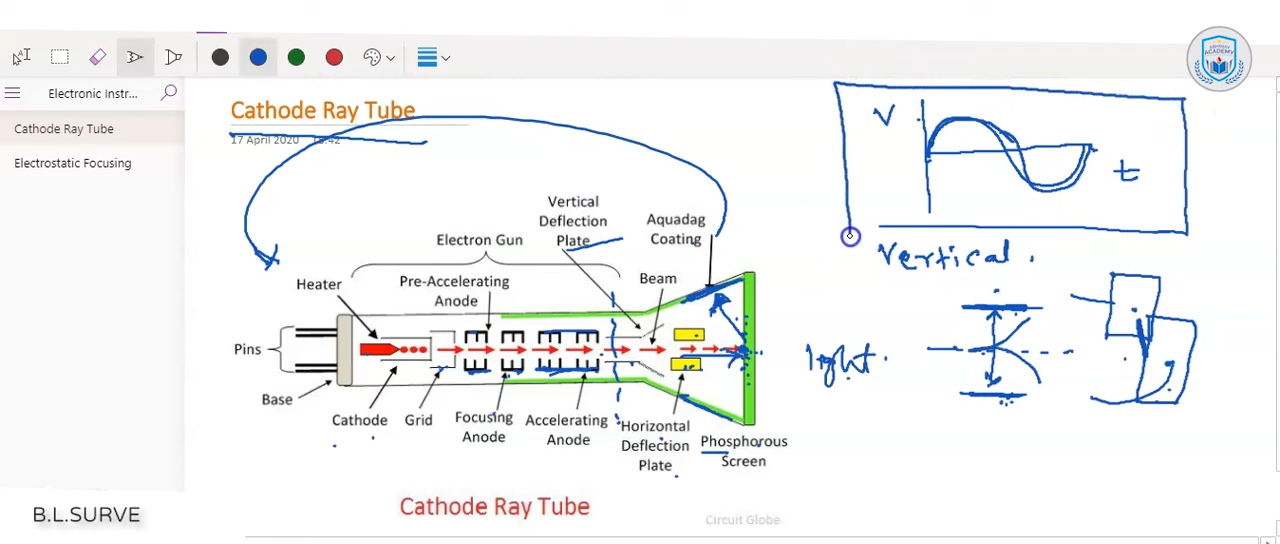 Electronic Instr...
Cathode Ray Tube
Electrostatic Focusing
Cathode Ray Tube
17 April 2020
ACADEMY
V
t
Vertical.
light.
Vertical
Deflection
Plate
Aquadag
Coating
Electron Gun
Beam
Heater
Pre-Accelerating
Anode
Pins
Base
Cathode
Grid
Focusing
Anode
Accelerating
Anode
Horizontal
Deflection
Plate
Phosphorous
Screen
Cathode Ray Tube
Circuit Globe
B.L.SURVE